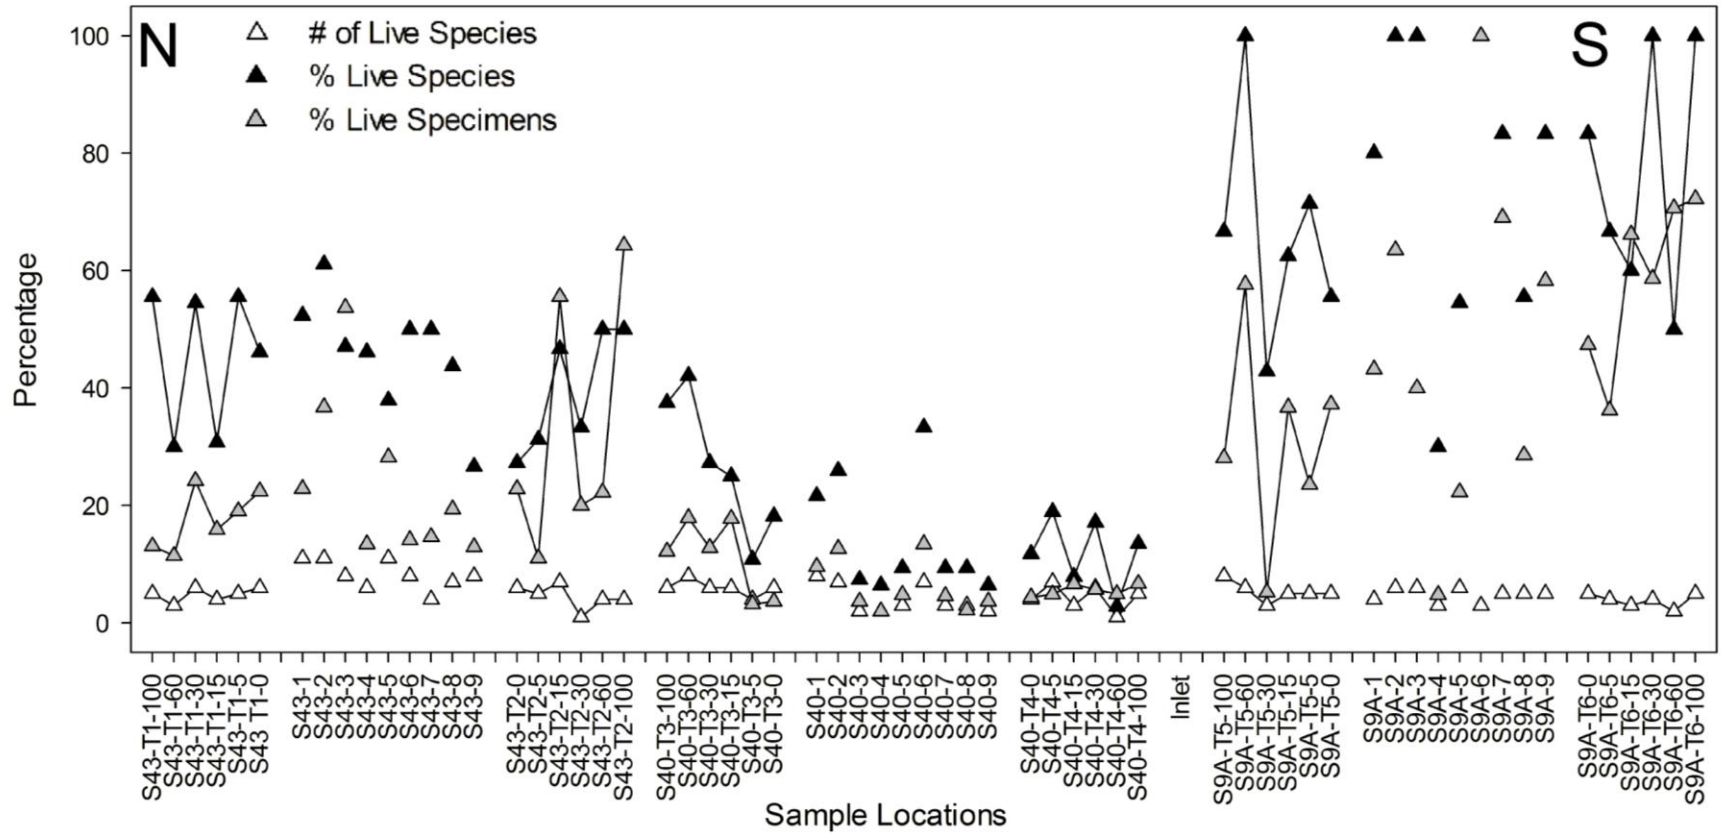 N
S
# of Live Species
% Live Species
% Live Specimens
Percentage
100
80
60
40
20
0
S43-T1-100
S43-T1-60
S43-T1-30
S43-T1-15
S43-T1-5
S43 T1-0
S43-1
S43-2
S43-3
S43-4
S43-5
S43-6
S43-7
S43-8
S43-9
S43-T2-0
S43-T2-5
S43-T2-15
S43-T2-30
S43-T2-60
S43-T2-100
S40-T3-100
S40-T3-60
S40-T3-30
S40-T3-15
S40-T3-5
S40-T3-0
S40-1
S40-2
S40-3
S40-4
S40-5
S40-6
S40-7
S40-8
S40-9
S40-T4-0
S40-T4-5
S40-T4-15
S40-T4-30
S40-T4-60
S40-T4-100
Inlet
S9A-T5-100
S9A-T5-60
S9A-T5-30
S9A-T5-15
S9A-T5-5
S9A-T5-0
S9A-1
S9A-2
S9A-3
S9A-4
S9A-5
S9A-6
S9A-7
S9A-8
S9A-9
S9A-T6-0
S9A-T6-5
S9A-T6-15
S9A-T6-30
S9A-T6-60
S9A-T6-100
Sample Locations